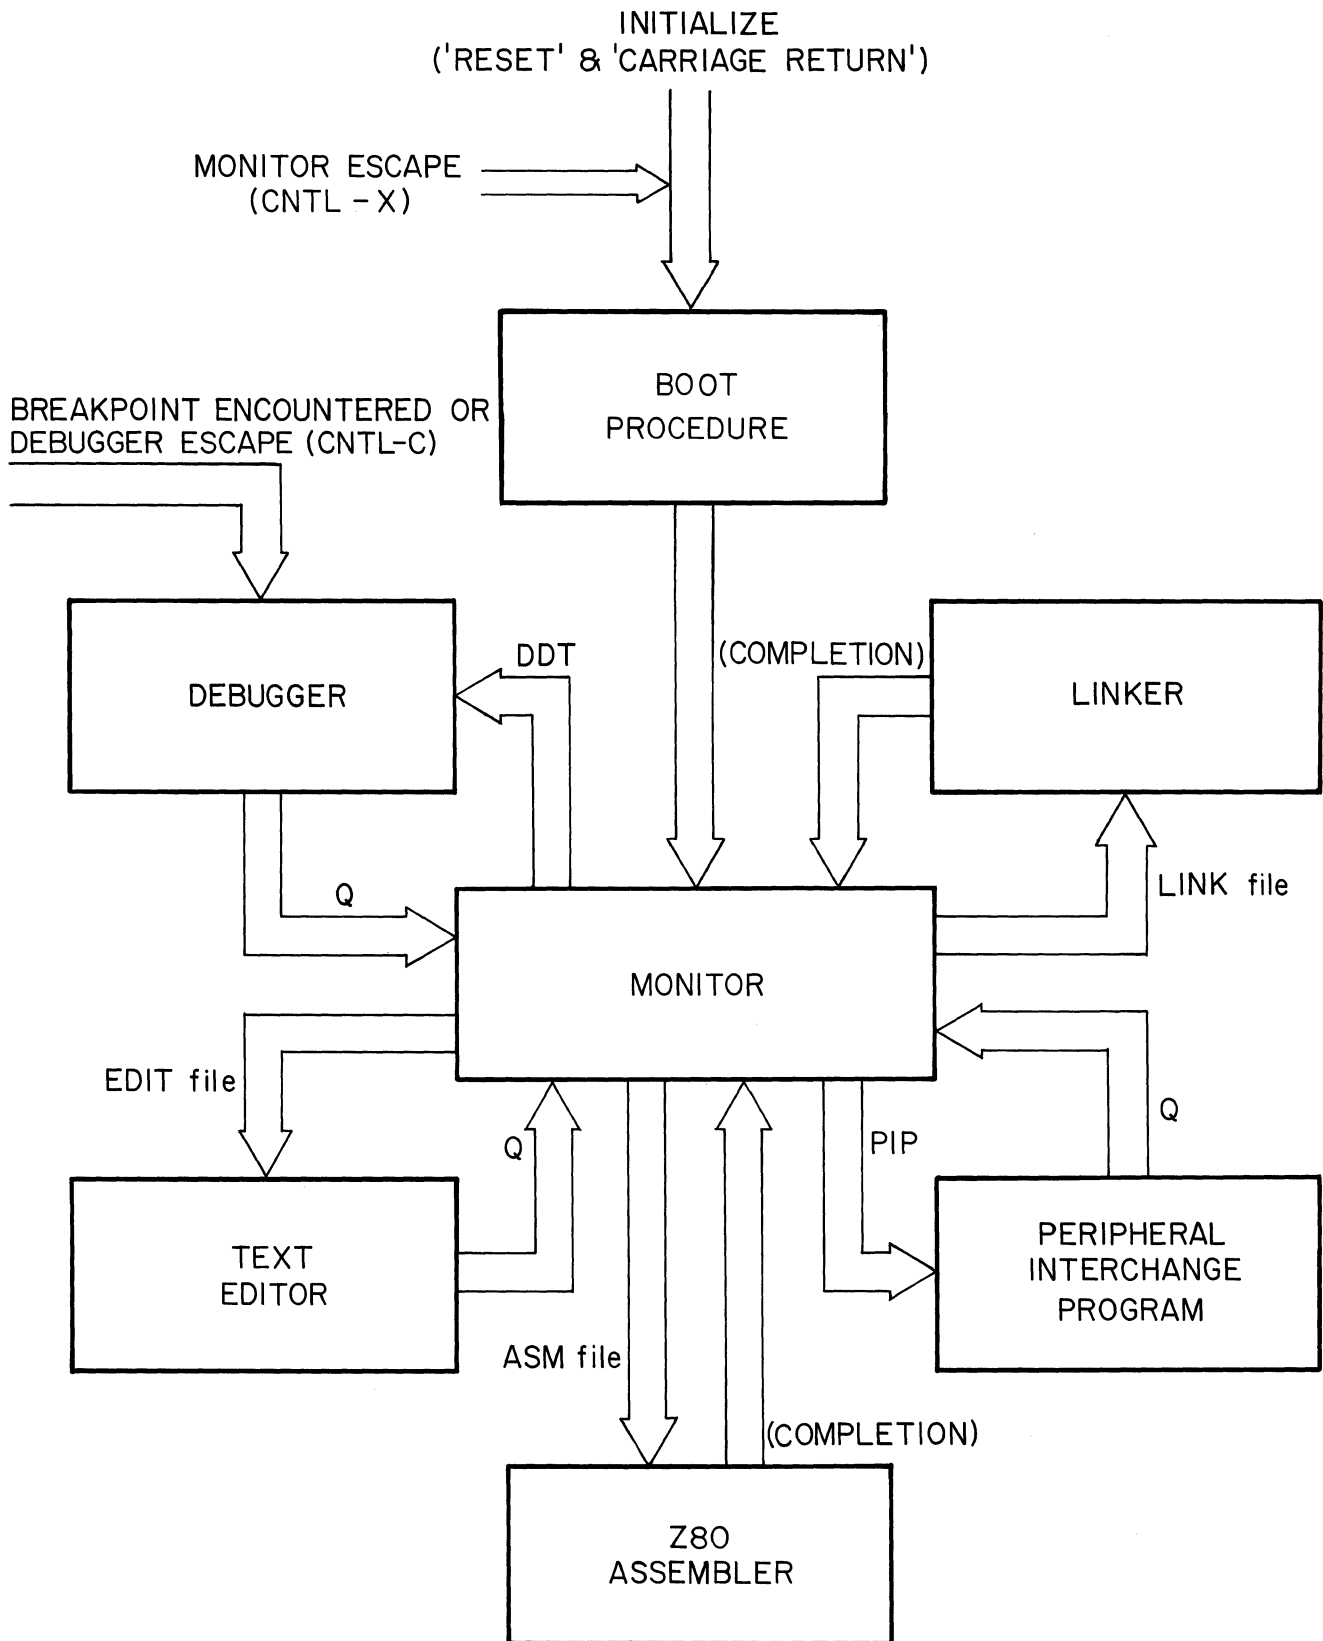 INITIALIZE
('RESET' & 'CARRIAGE RETURN')
MONITOR ESCAPE
(CNTL - X)
BOOT
PROCEDURE
BREAKPOINT ENCOUNTERED OR
DEBUGGER ESCAPE (CNTL-C)
DDT
(COMPLETION)
DEBUGGER
LINKER
Q
LINK file
MONITOR
EDIT file
Q
PIP
Q
TEXT
EDITOR
PERIPHERAL
INTERCHANGE
PROGRAM
ASM file
(COMPLETION)
Z80
ASSEMBLER